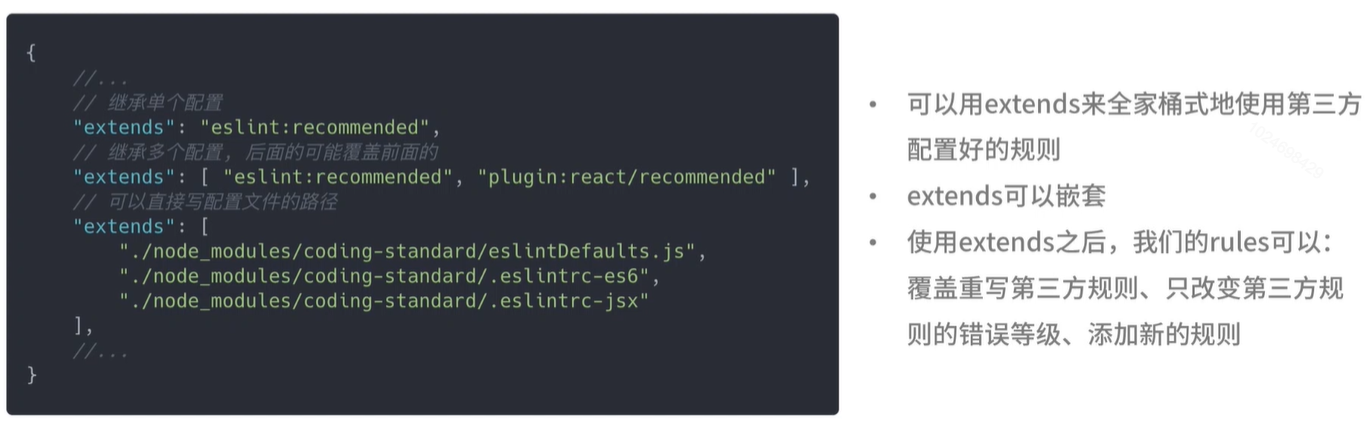 {
//...
// 继承单个配置
"extends": "eslint:recommended",
// 继承多个配置, 后面的可能覆盖前面的
"extends": [ "eslint:recommended", "plugin:react/recommended" ],
// 可以直接写配置文件的路径
"extends": [
"./node_modules/coding-standard/eslintDefaults.js",
"./node_modules/coding-standard/.eslintrc-es6",
"./node_modules/coding-standard/.eslintrc-jsx"
],
//...
}
• 可以用extends来全家桶式地使用第三方
配置好的规则
• extends可以嵌套
• 使用extends之后，我们的rules可以：
覆盖重写第三方规则、只改变第三方规
则的错误等级、添加新的规则